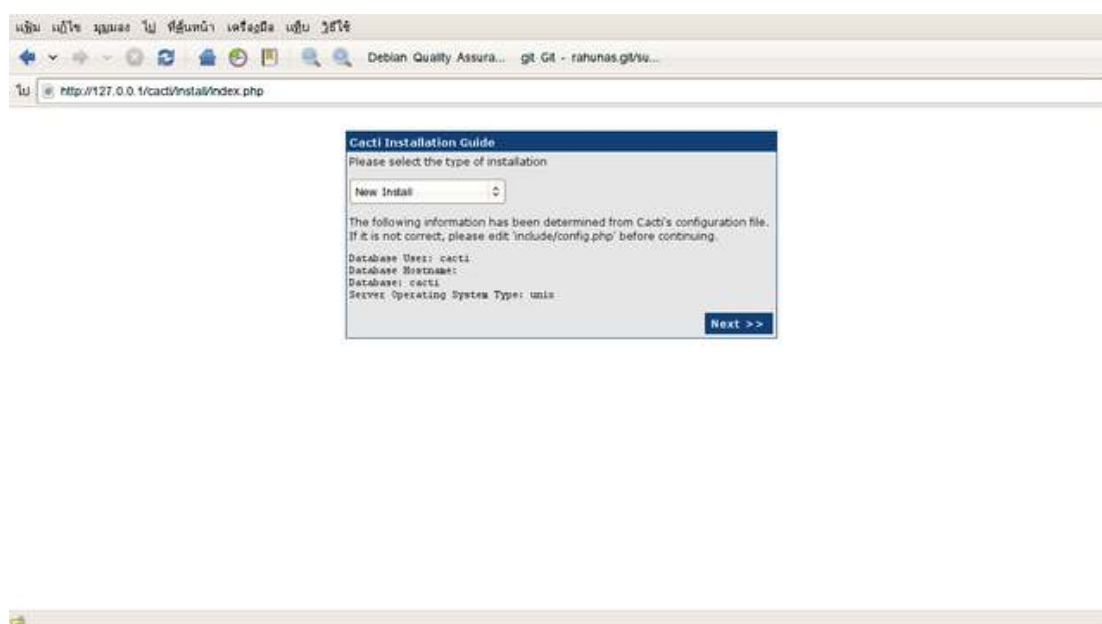 แฟ้ม แก้ไข มุมมอง ไป ที่คั่นหน้า เครื่องมือ แท็บ วิธีใช้
Debian Quality Assura... git Git - rahunas.git/su...
ไป http://127.0.0.1/cacti/install/index.php
Cacti Installation Guide
Please select the type of installation
New Install
The following information has been determined from Cacti's configuration file.
If it is not correct, please edit 'include/config.php' before continuing.
Database User: cacti
Database Hostname:
Database: cacti
Server Operating System Type: unix
Next >>